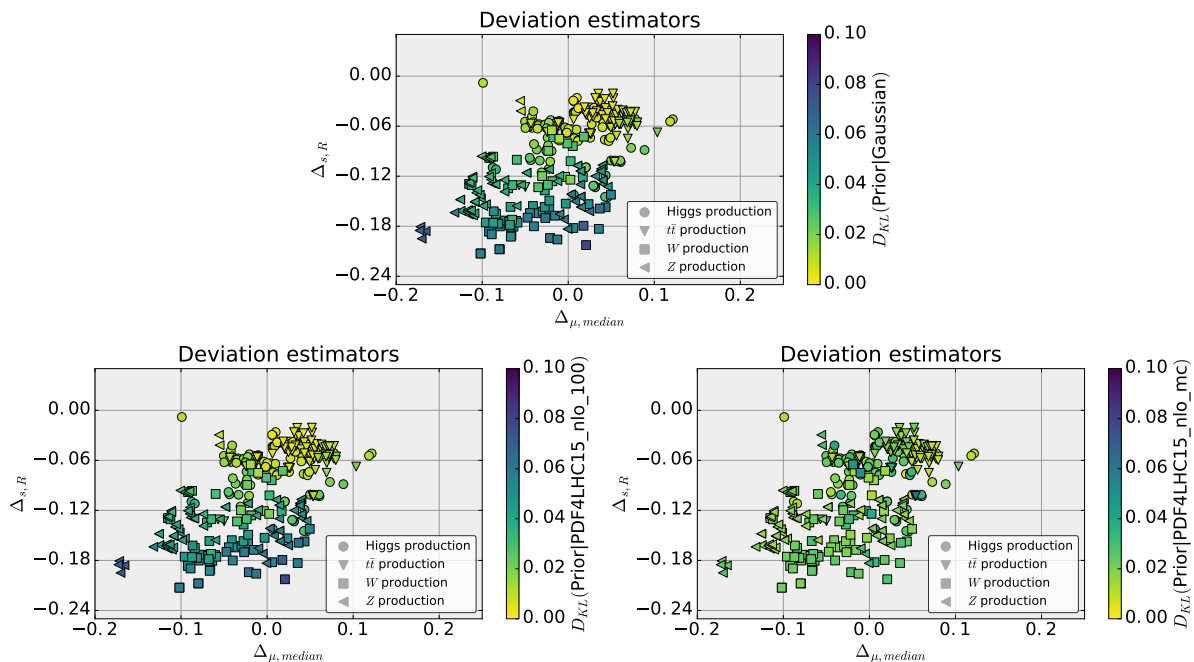 Deviation estimators
0.00
−0.06
−0.12
−0.18
−0.24
Δs,R
−0.2
−0.1
0.0
0.1
0.2
Δμ,median
Higgs production
tt̄ production
W production
Z production
0.10
0.08
0.06
0.04
0.02
0.00
DKL(Prior|Gaussian)
Deviation estimators
0.00
−0.06
−0.12
−0.18
−0.24
Δs,R
−0.2
−0.1
0.0
0.1
0.2
Δμ,median
Higgs production
tt̄ production
W production
Z production
0.10
0.08
0.06
0.04
0.02
0.00
DKL(Prior|PDF4LHC15_nlo_100)
Deviation estimators
0.00
−0.06
−0.12
−0.18
−0.24
Δs,R
−0.2
−0.1
0.0
0.1
0.2
Δμ,median
Higgs production
tt̄ production
W production
Z production
0.10
0.08
0.06
0.04
0.02
0.00
DKL(Prior|PDF4LHC15_nlo_mc)